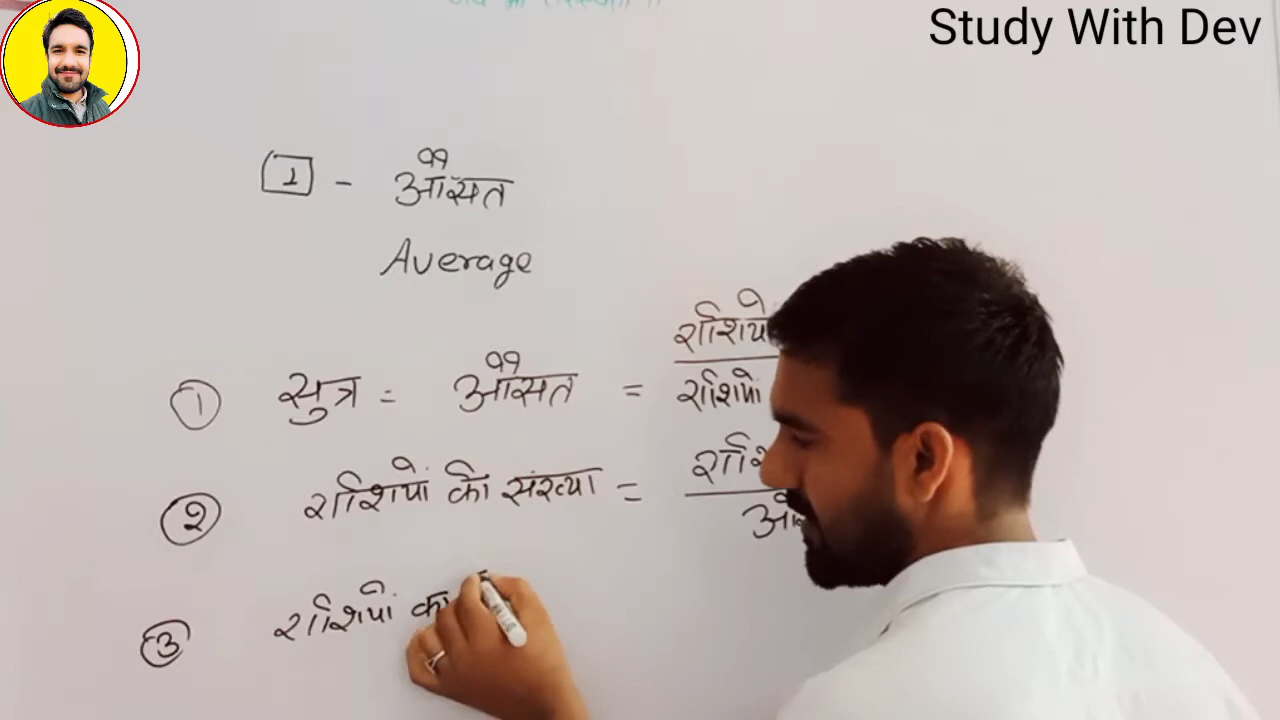 Study With Dev
1 - औसत
Average
① सुत्र = औसत =
② राशियों की संख्या =
③ राशियों का